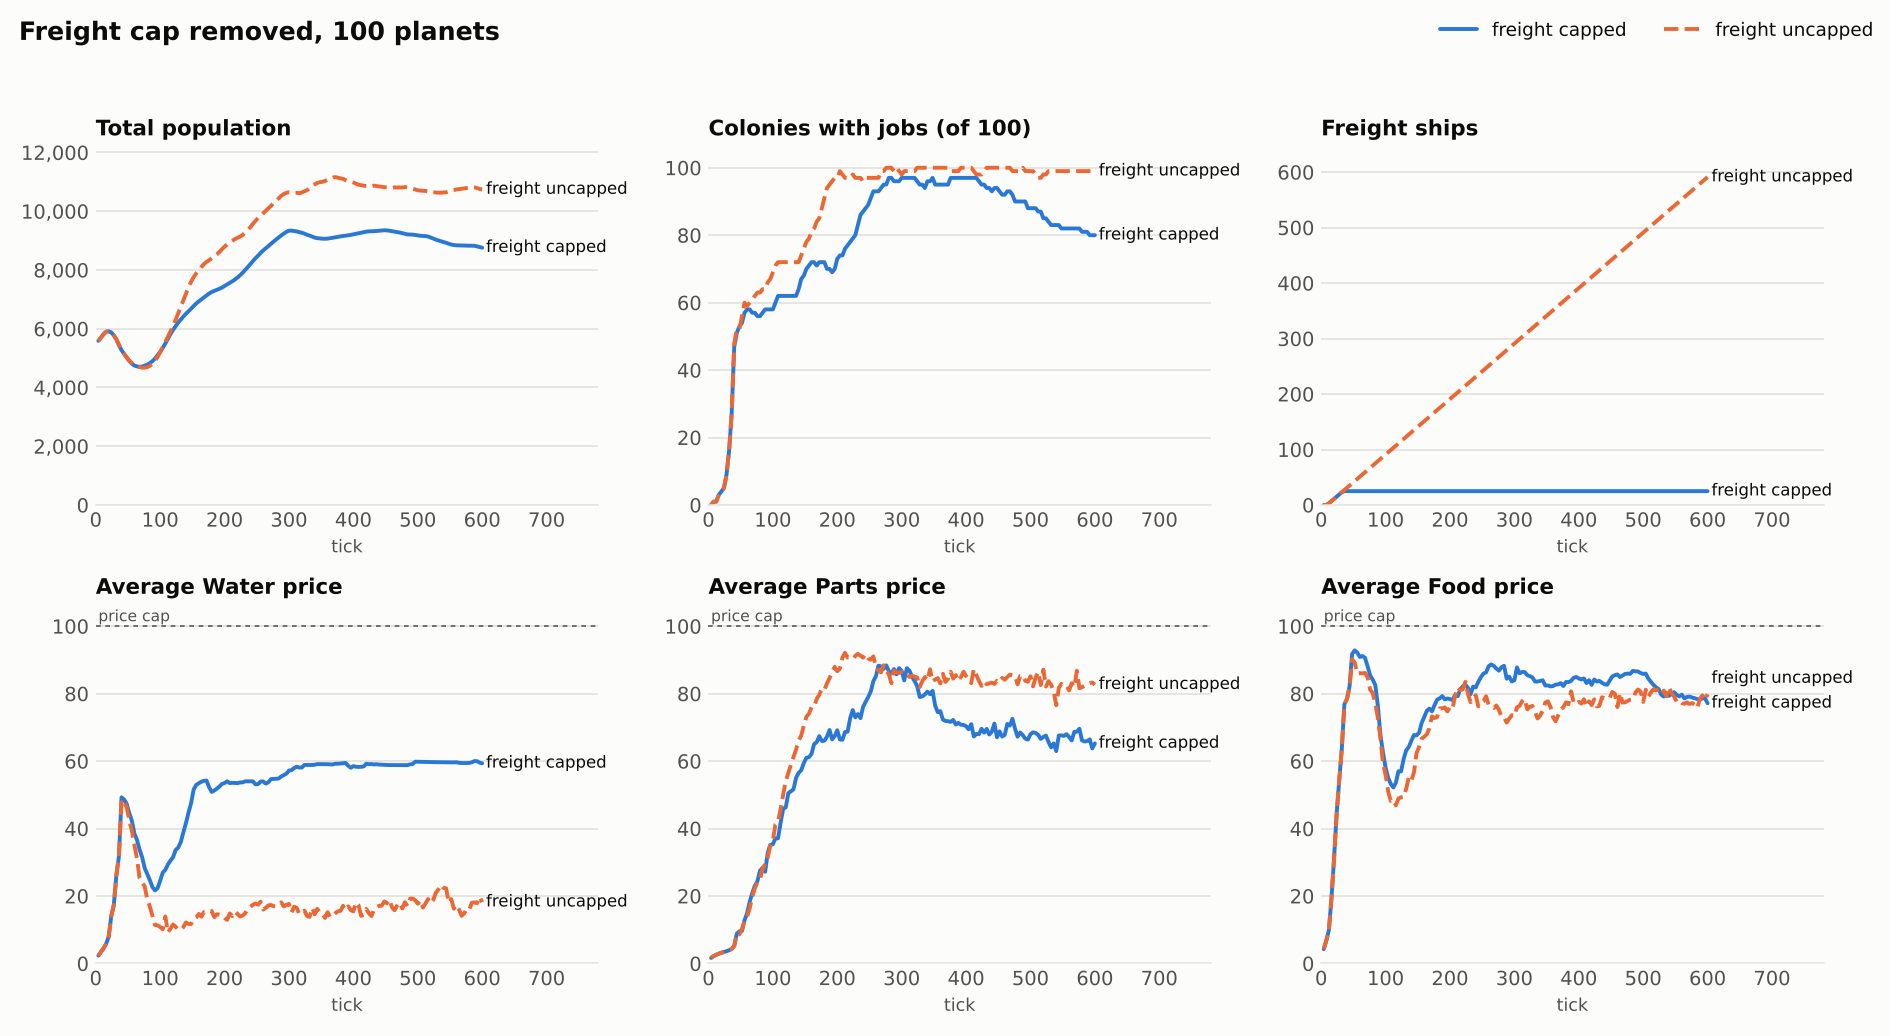 Freight cap removed, 100 planets
freight capped
freight uncapped
Total population
12,000
10,000
8,000
6,000
4,000
2,000
0
0 100 200 300 400 500 600 700
tick
freight uncapped
freight capped
Colonies with jobs (of 100)
100
80
60
40
20
0
0 100 200 300 400 500 600 700
tick
freight uncapped
freight capped
Freight ships
600
500
400
300
200
100
0
0 100 200 300 400 500 600 700
tick
freight uncapped
freight capped
Average Water price
price cap
100
80
60
40
20
0
0 100 200 300 400 500 600 700
tick
freight capped
freight uncapped
Average Parts price
price cap
100
80
60
40
20
0
0 100 200 300 400 500 600 700
tick
freight uncapped
freight capped
Average Food price
price cap
100
80
60
40
20
0
0 100 200 300 400 500 600 700
tick
freight uncapped
freight capped